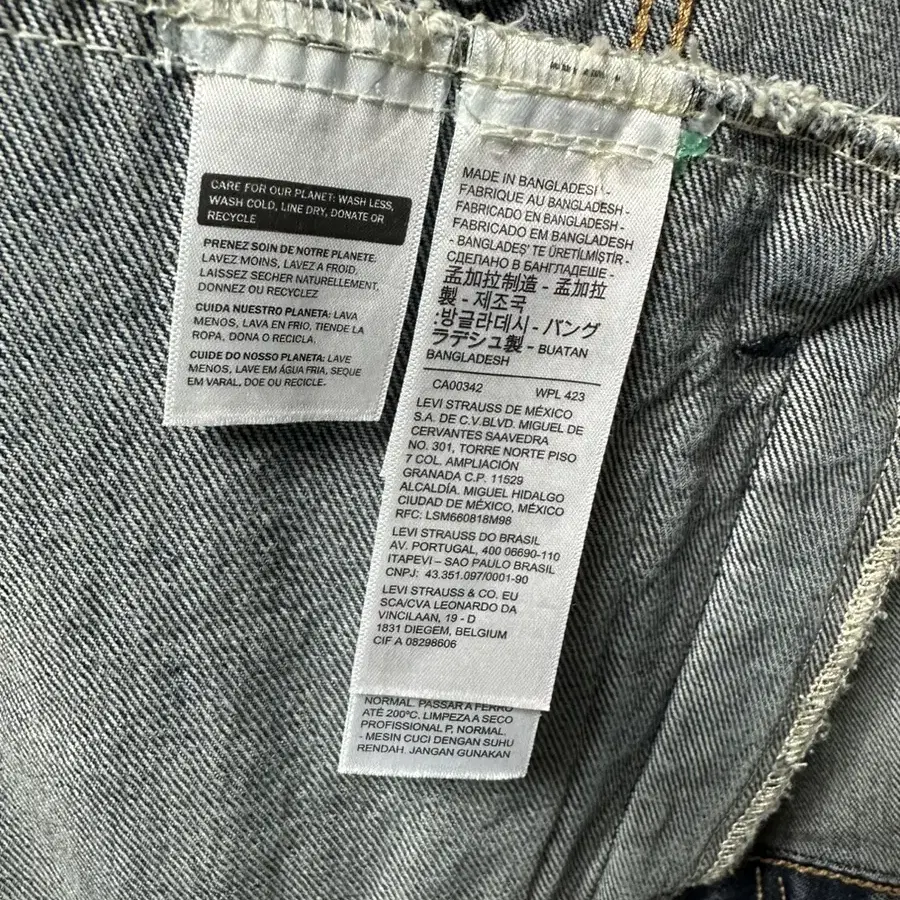 CARE FOR OUR PLANET: WASH LESS,
WASH COLD, LINE DRY, DONATE OR
RECYCLE
PRENEZ SOIN DE NOTRE PLANETE:
LAVEZ MOINS, LAVEZ A FROID,
LAISSEZ SECHER NATURELLEMENT,
DONNEZ OU RECYCLEZ
CUIDA NUESTRO PLANETA: LAVA
MENOS, LAVA EN FRIO, TIENDE LA
ROPA, DONA O RECICLA.
CUIDE DO NOSSO PLANETA: LAVE
MENOS, LAVE EM ÁGUA FRIA, SEQUE
EM VARAL, DOE OU RECICLE.
MADE IN BANGLADESH -
FABRIQUE AU BANGLADESH -
FABRICADO EN BANGLADESH -
FABRICADO EM BANGLADESH
- BANGLADEŞ' TE ÜRETİLMİŞTİR -
СДЕЛАНО В БАНГЛАДЕШЕ -
孟加拉制造 - 孟加拉
製 - 제조국
:방글라데시 - バング
ラデシュ製 - BUATAN
BANGLADESH
CA00342 WPL 423
LEVI STRAUSS DE MÉXICO
S.A. DE C.V.BLVD. MIGUEL DE
CERVANTES SAAVEDRA
NO. 301, TORRE NORTE PISO
7 COL. AMPLIACIÓN
GRANADA C.P. 11529
ALCALDÍA. MIGUEL HIDALGO
CIUDAD DE MÉXICO, MÉXICO
RFC: LSM660818M98
LEVI STRAUSS DO BRASIL
AV. PORTUGAL, 400 06690-110
ITAPEVI – SAO PAULO BRASIL
CNPJ: 43.351.097/0001-90
LEVI STRAUSS & CO. EU
SCA/CVA LEONARDO DA
VINCILAAN, 19 - D
1831 DIEGEM, BELGIUM
CIF A 08298606
NORMAL. PASSAR A FERRO
ATÉ 200°C. LIMPEZA A SECO
PROFISSIONAL P, NORMAL.
- MESIN CUCI DENGAN SUHU
RENDAH. JANGAN GUNAKAN